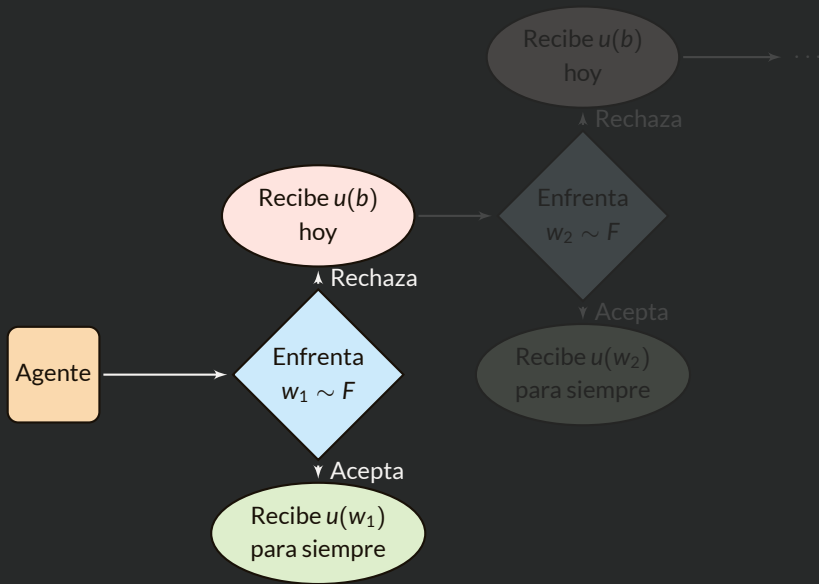 Recibe u(b)
hoy
Rechaza
Enfrenta
w₂ ∼ F
Acepta
Recibe u(w₂)
para siempre
Recibe u(b)
hoy
Rechaza
Agente
Enfrenta
w₁ ∼ F
Acepta
Recibe u(w₁)
para siempre